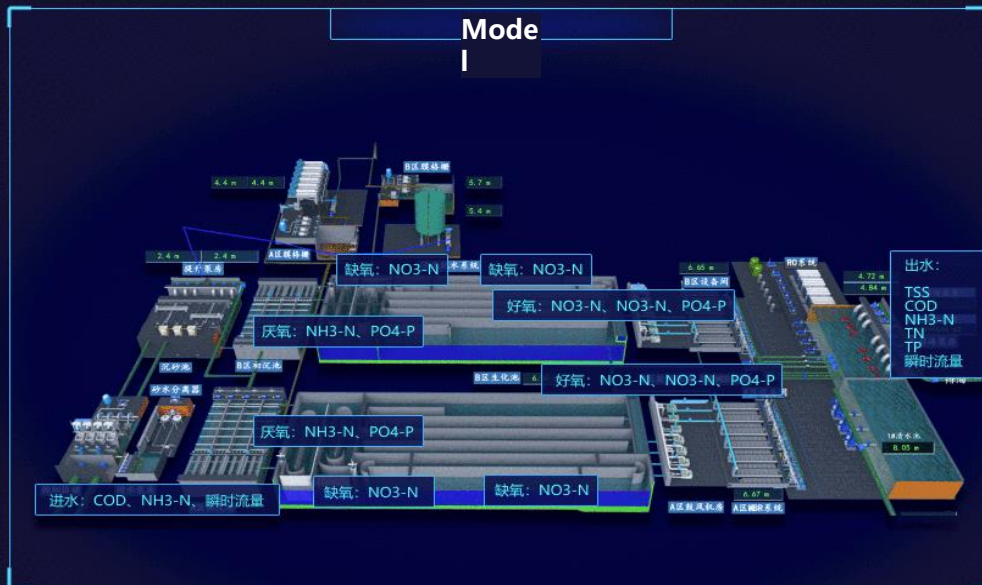 Mode
l
B区膜格栅
4.4 m 4.4 m
5.7 m
5.4 m
2.4 m 2.4 m
A区膜格栅
提升泵房
缺氧：NO3-N
水系统
缺氧：NO3-N
6.65 m
B区设备间
RO系统
4.72 m
4.84 m
出水：
TSS
COD
NH3-N
TN
TP
瞬时流量
好氧：NO3-N、NO3-N、PO4-P
厌氧：NH3-N、PO4-P
沉砂池
B区初沉池
砂水分离器
B区生化池
好氧：NO3-N、NO3-N、PO4-P
厌氧：NH3-N、PO4-P
1#清水池
8.05 m
进水：COD、NH3-N、瞬时流量
缺氧：NO3-N
缺氧：NO3-N
6.67 m
A区鼓风机房
A区MBR系统